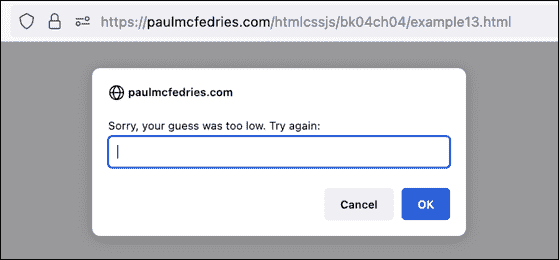 https://paulmcfedries.com/htmlcssjs/bk04ch04/example13.html
paulmcfedries.com
Sorry, your guess was too low. Try again:
Cancel OK